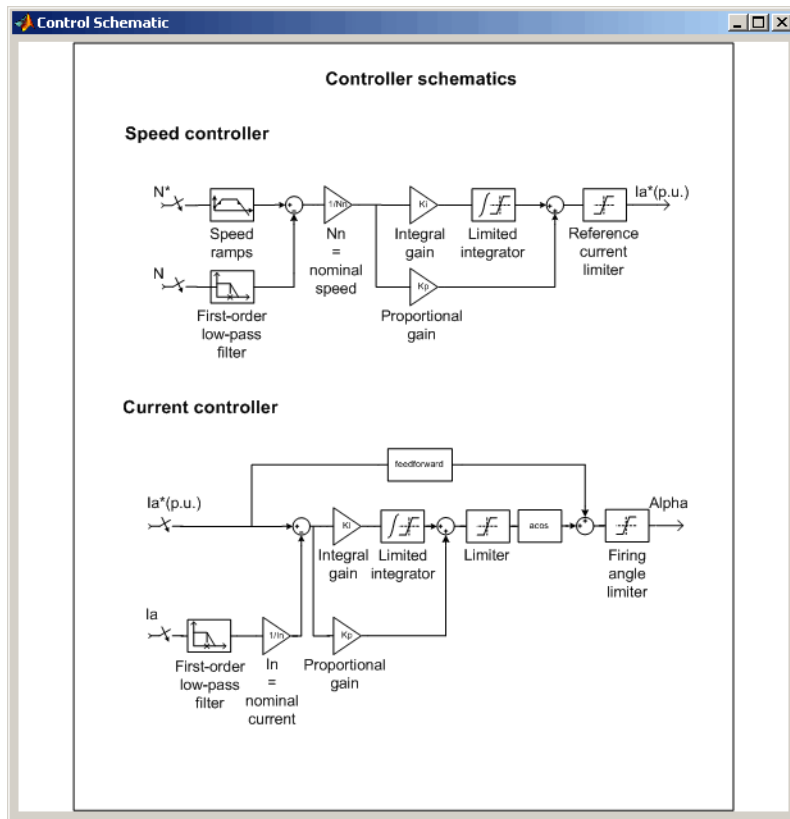 Control Schematic
Controller schematics
Speed controller
N*
Speed
ramps
1/Nn
Nn
=
nominal
speed
Ki
Integral
gain
Limited
integrator
Reference
current
limiter
Ia*(p.u.)
N
First-order
low-pass
filter
Kp
Proportional
gain
Current controller
feedforward
Ia*(p.u.)
Ki
Integral
gain
Limited
integrator
Limiter
acos
Firing
angle
limiter
Alpha
Ia
First-order
low-pass
filter
1/In
In
=
nominal
current
Kp
Proportional
gain